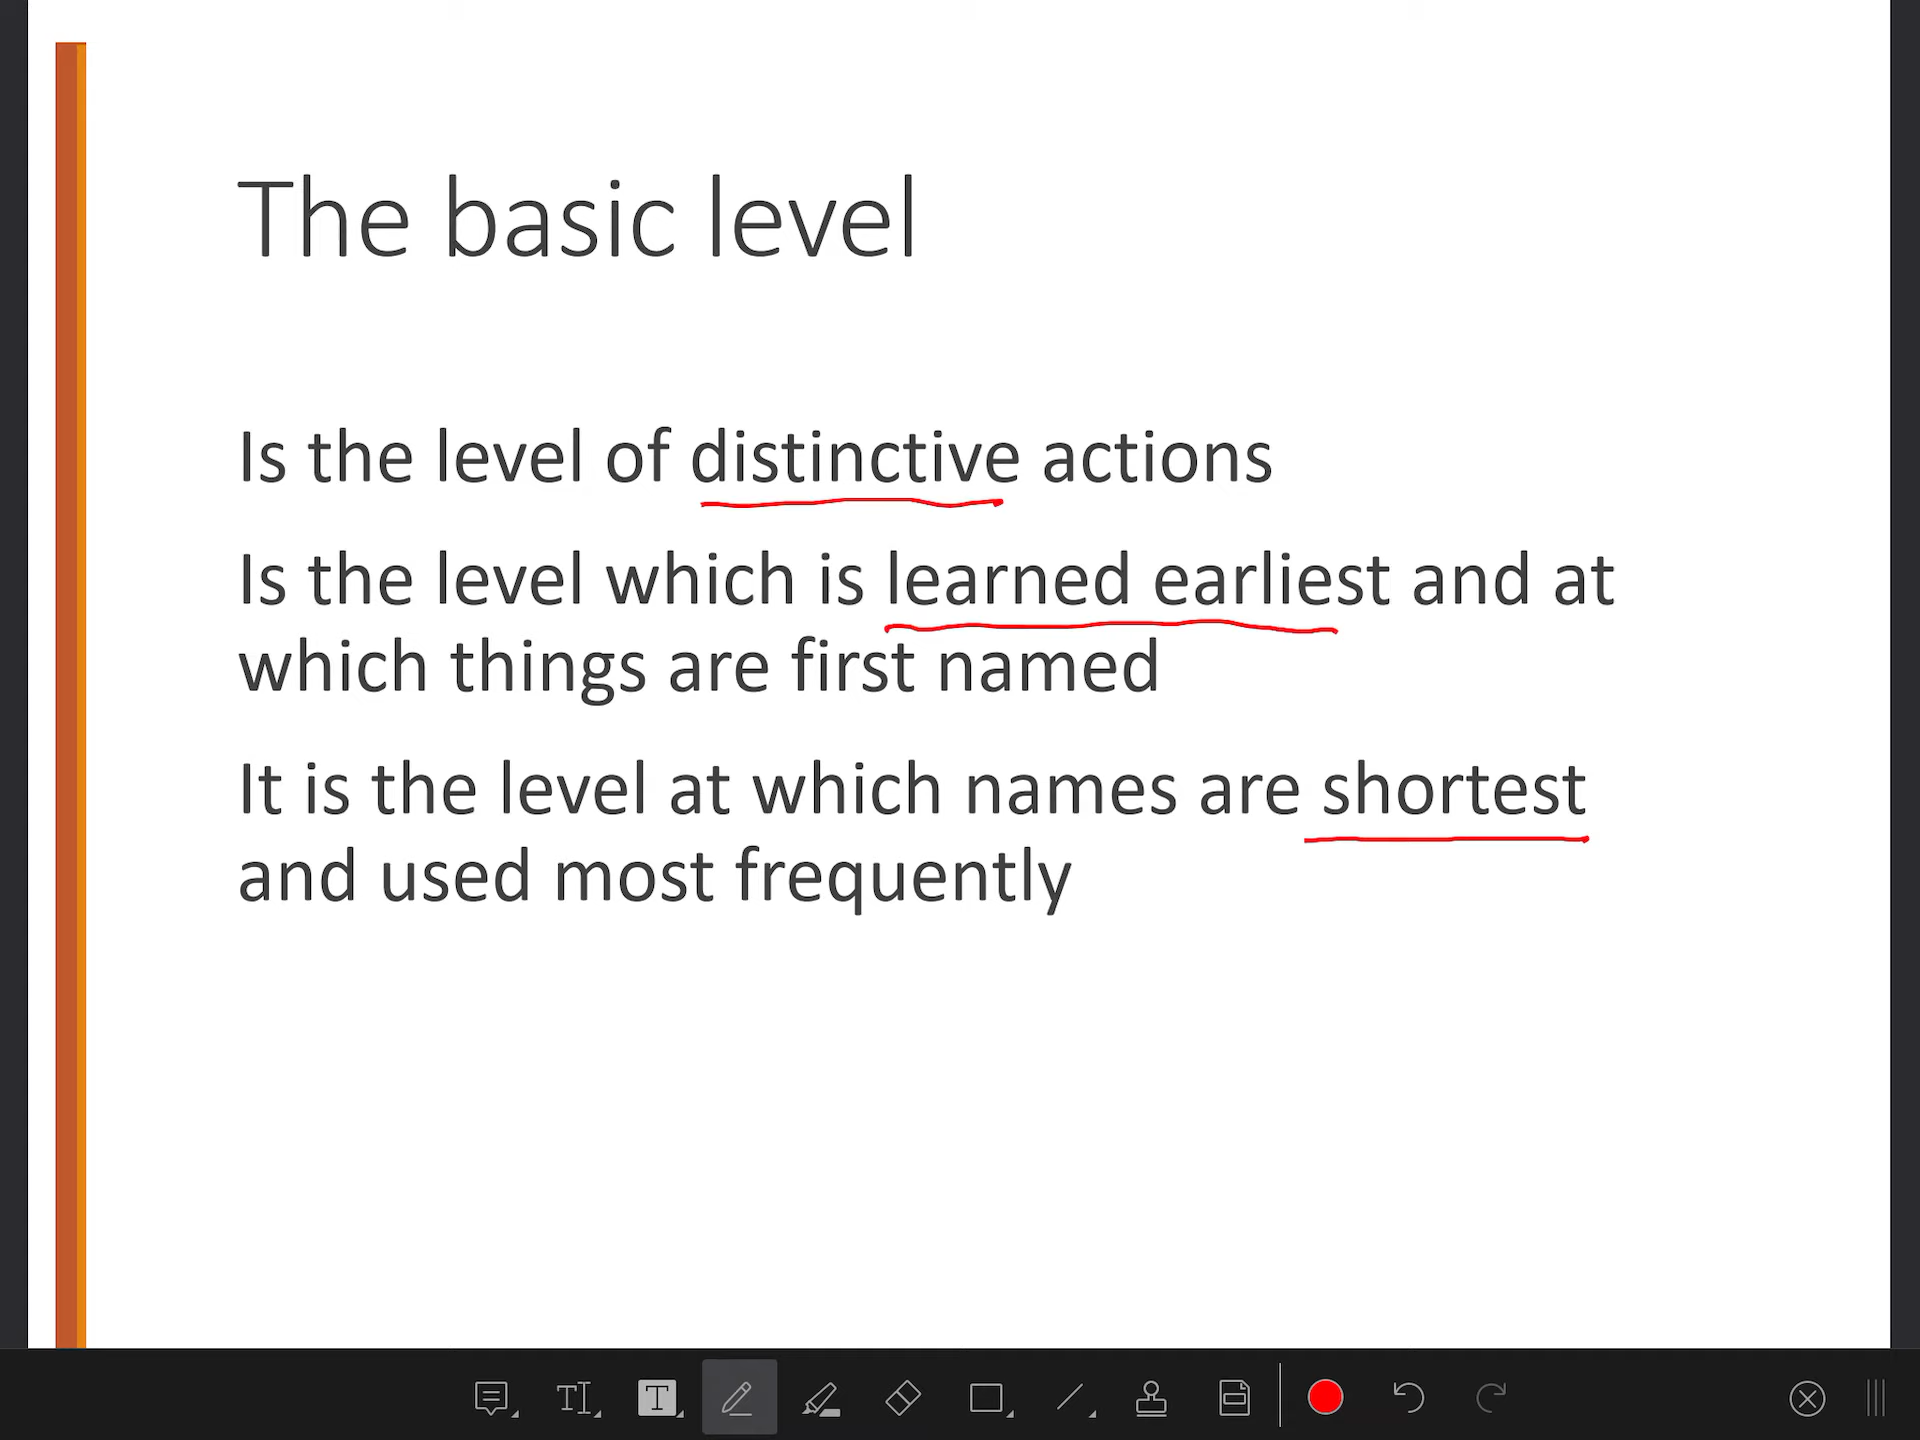 The basic level
Is the level of distinctive actions
Is the level which is learned earliest and at
which things are first named
It is the level at which names are shortest
and used most frequently